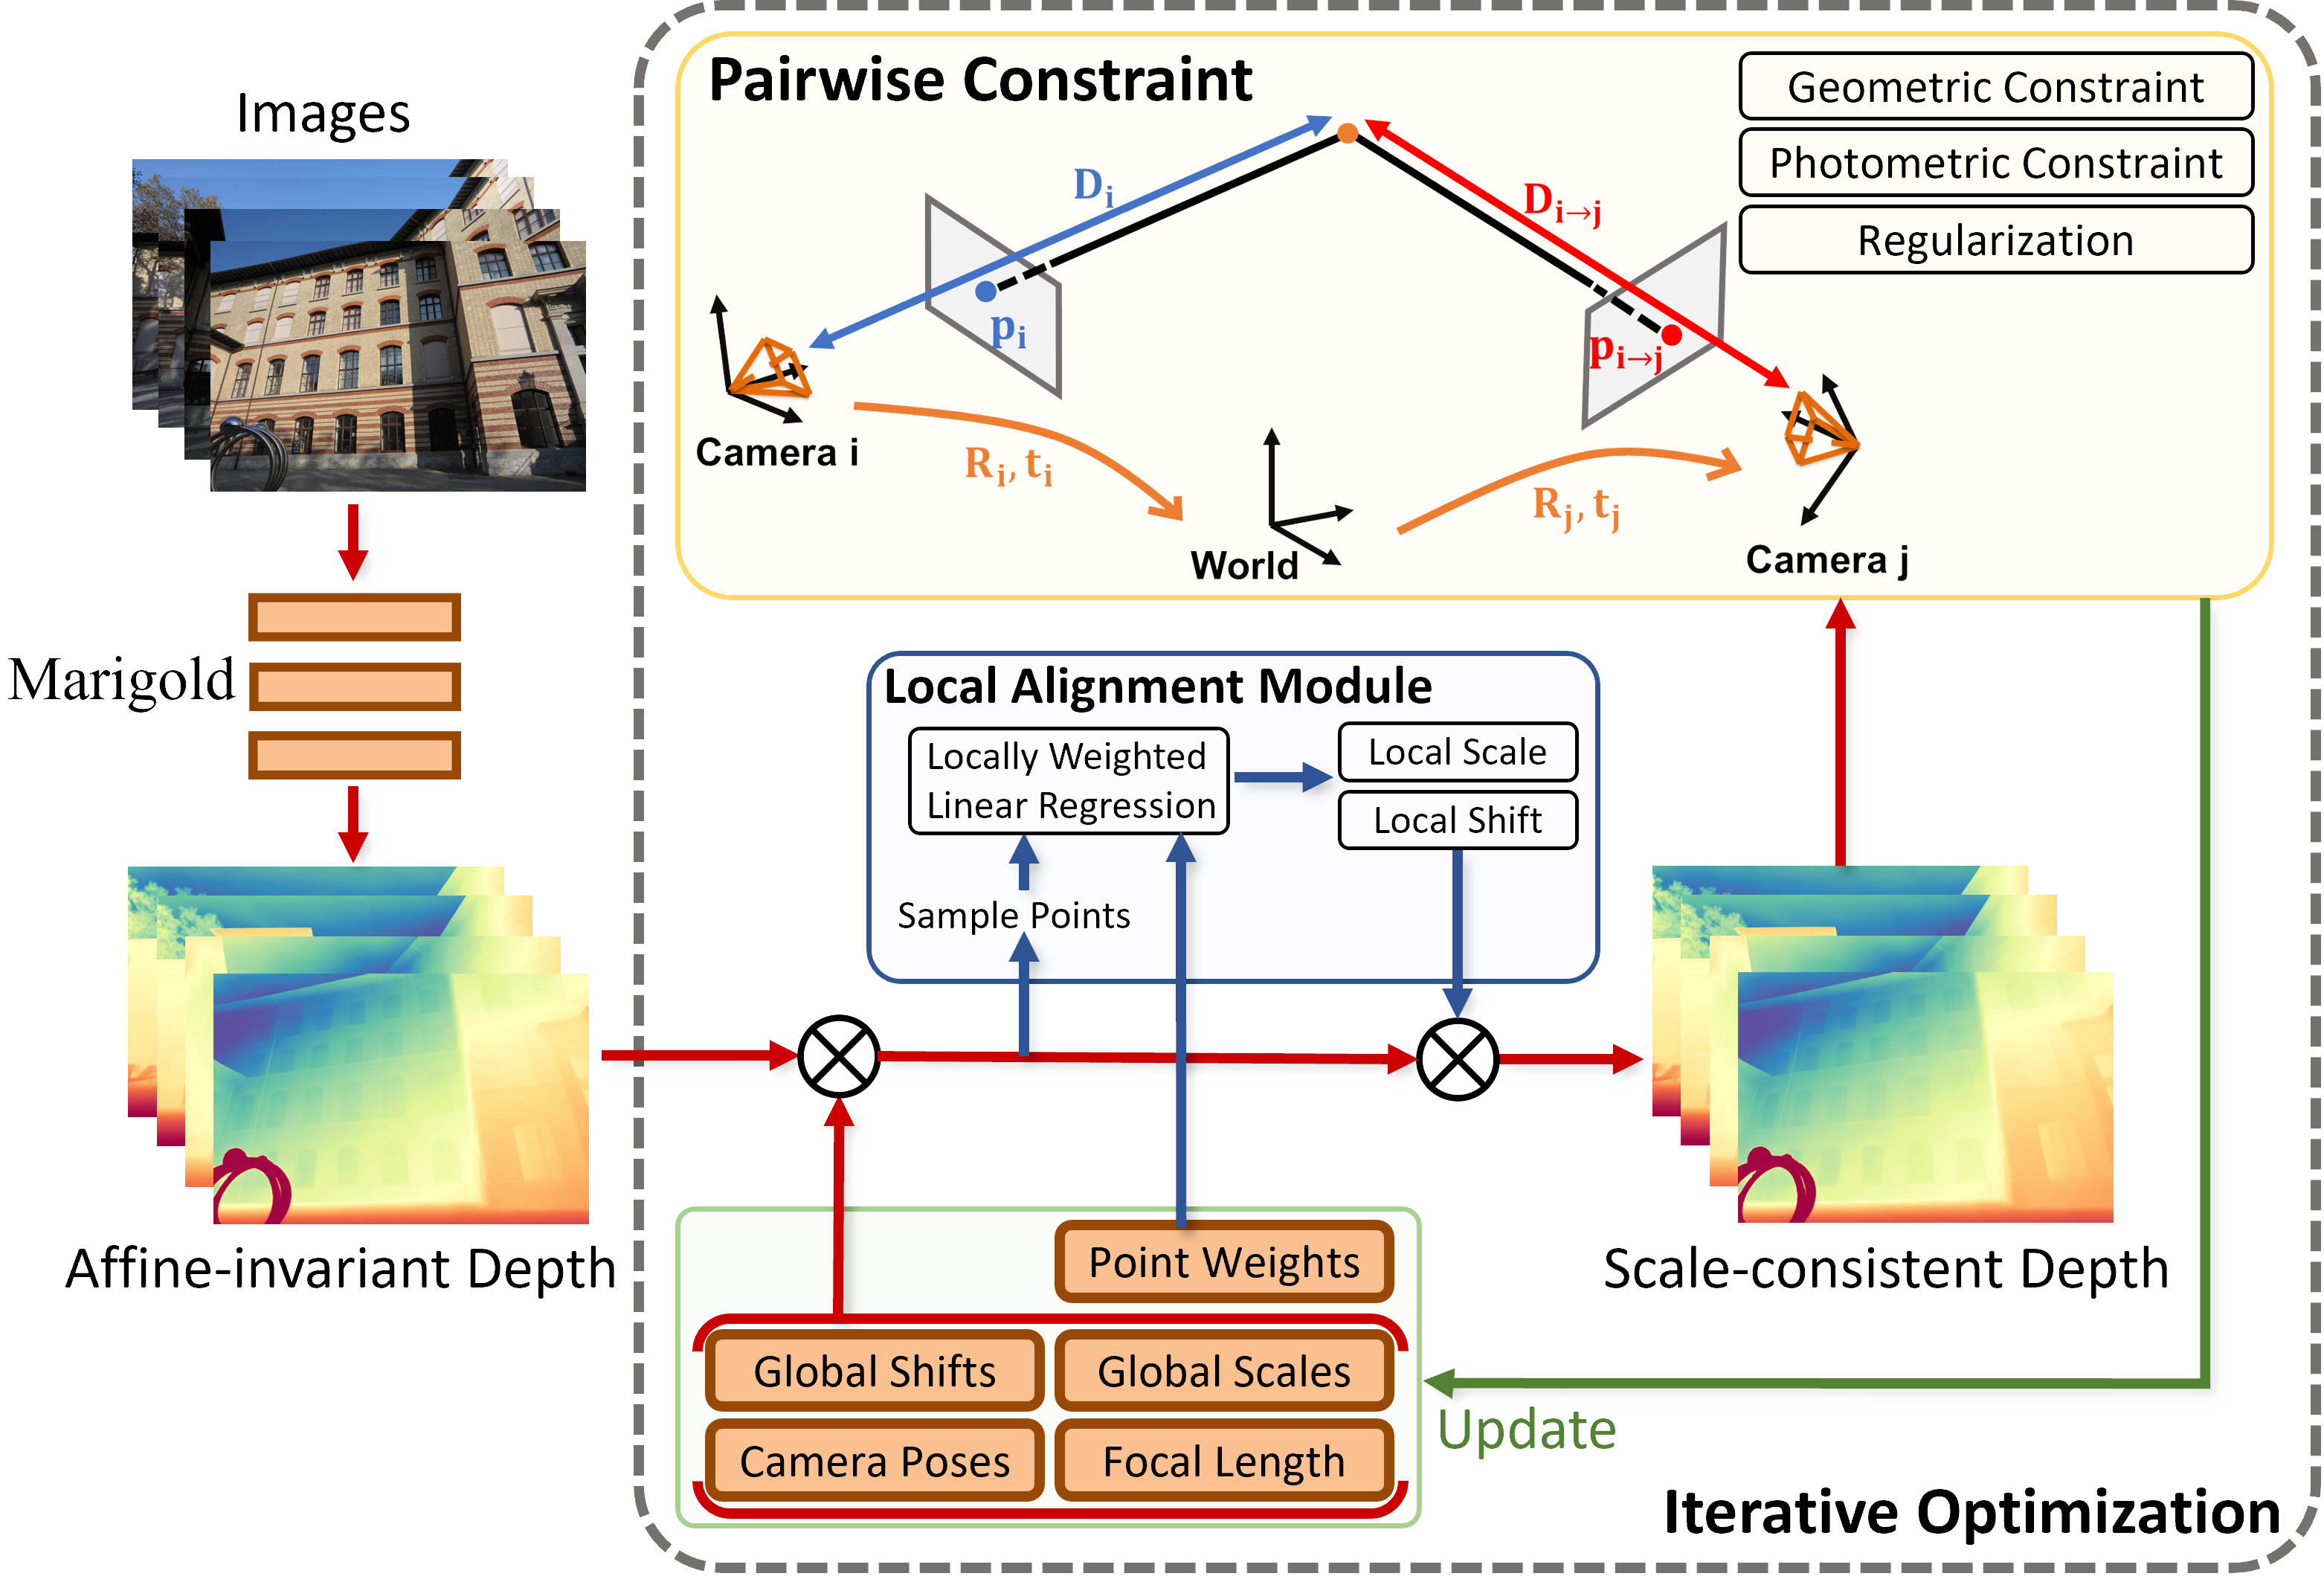 Images
Marigold
Affine-invariant Depth
Pairwise Constraint
Geometric Constraint
Photometric Constraint
Regularization
D_i
D_{i→j}
p_i
p_{i→j}
Camera i
R_i, t_i
World
R_j, t_j
Camera j
Local Alignment Module
Locally Weighted
Linear Regression
Local Scale
Local Shift
Sample Points
Scale-consistent Depth
Point Weights
Global Shifts
Global Scales
Camera Poses
Focal Length
Update
Iterative Optimization